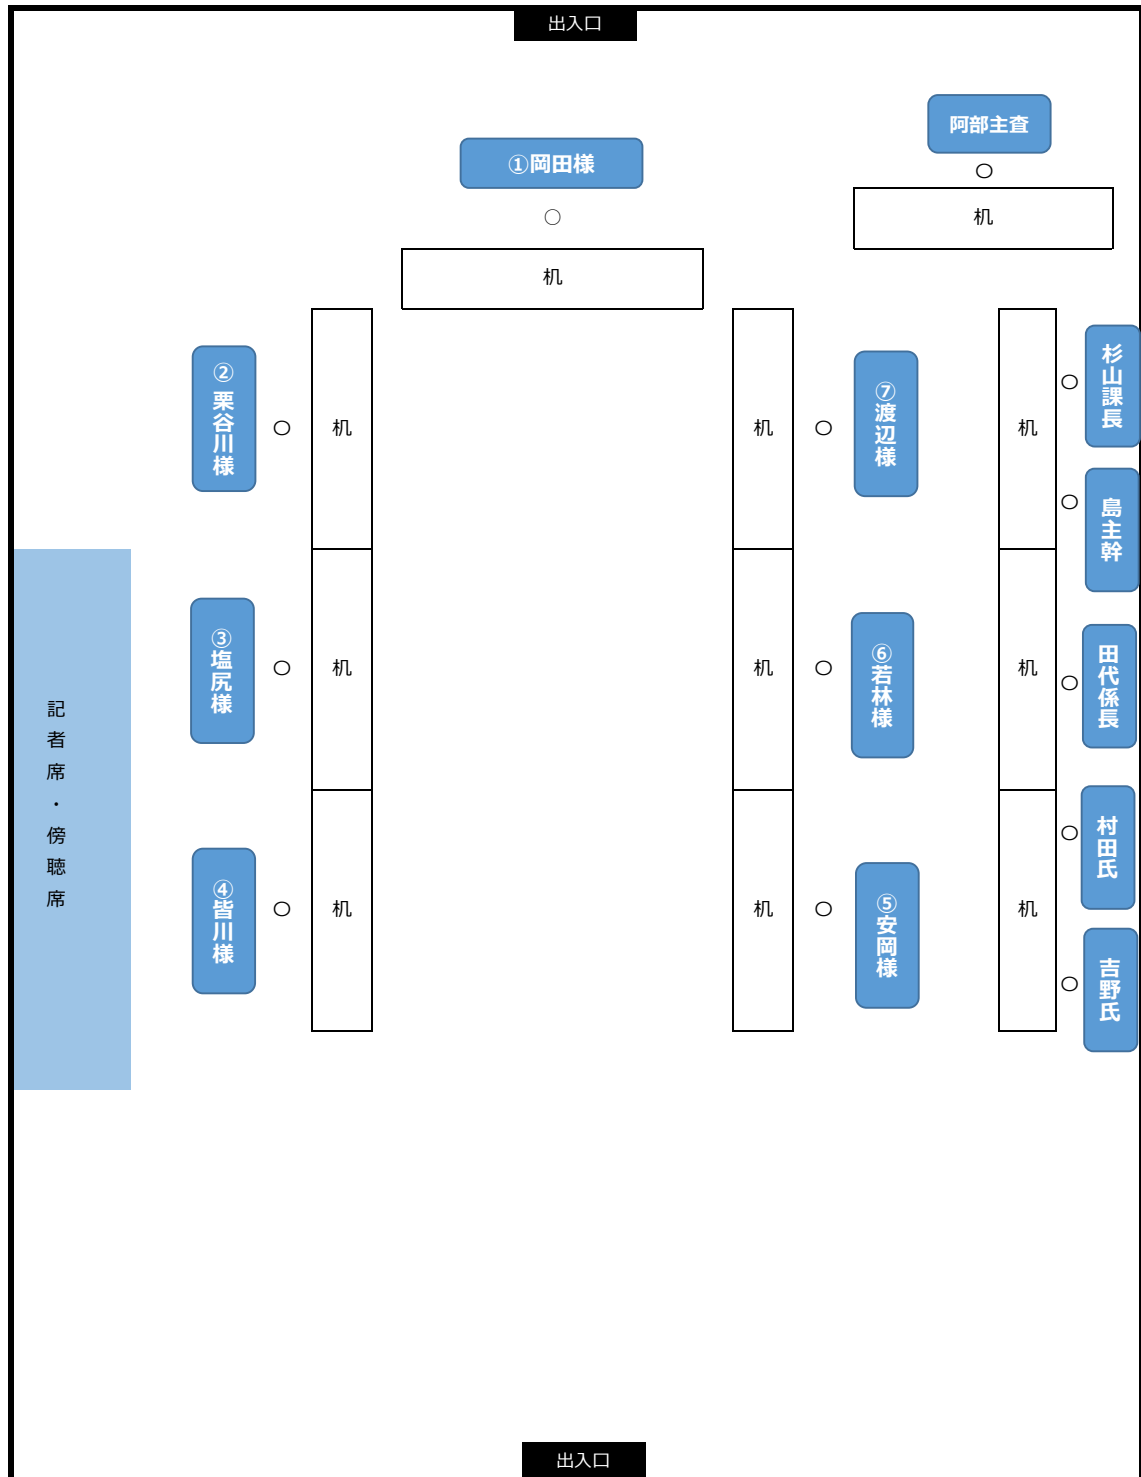 出入口
阿部主査
①岡田様
〇
〇
机
机
②栗谷川様
〇
机
机
〇
⑦渡辺様
机
〇
杉山課長
〇
島主幹
③塩尻様
〇
机
机
〇
⑥若林様
机
〇
田代係長
記者席・傍聴席
〇
村田氏
④皆川様
〇
机
机
〇
⑤安岡様
机
〇
吉野氏
出入口